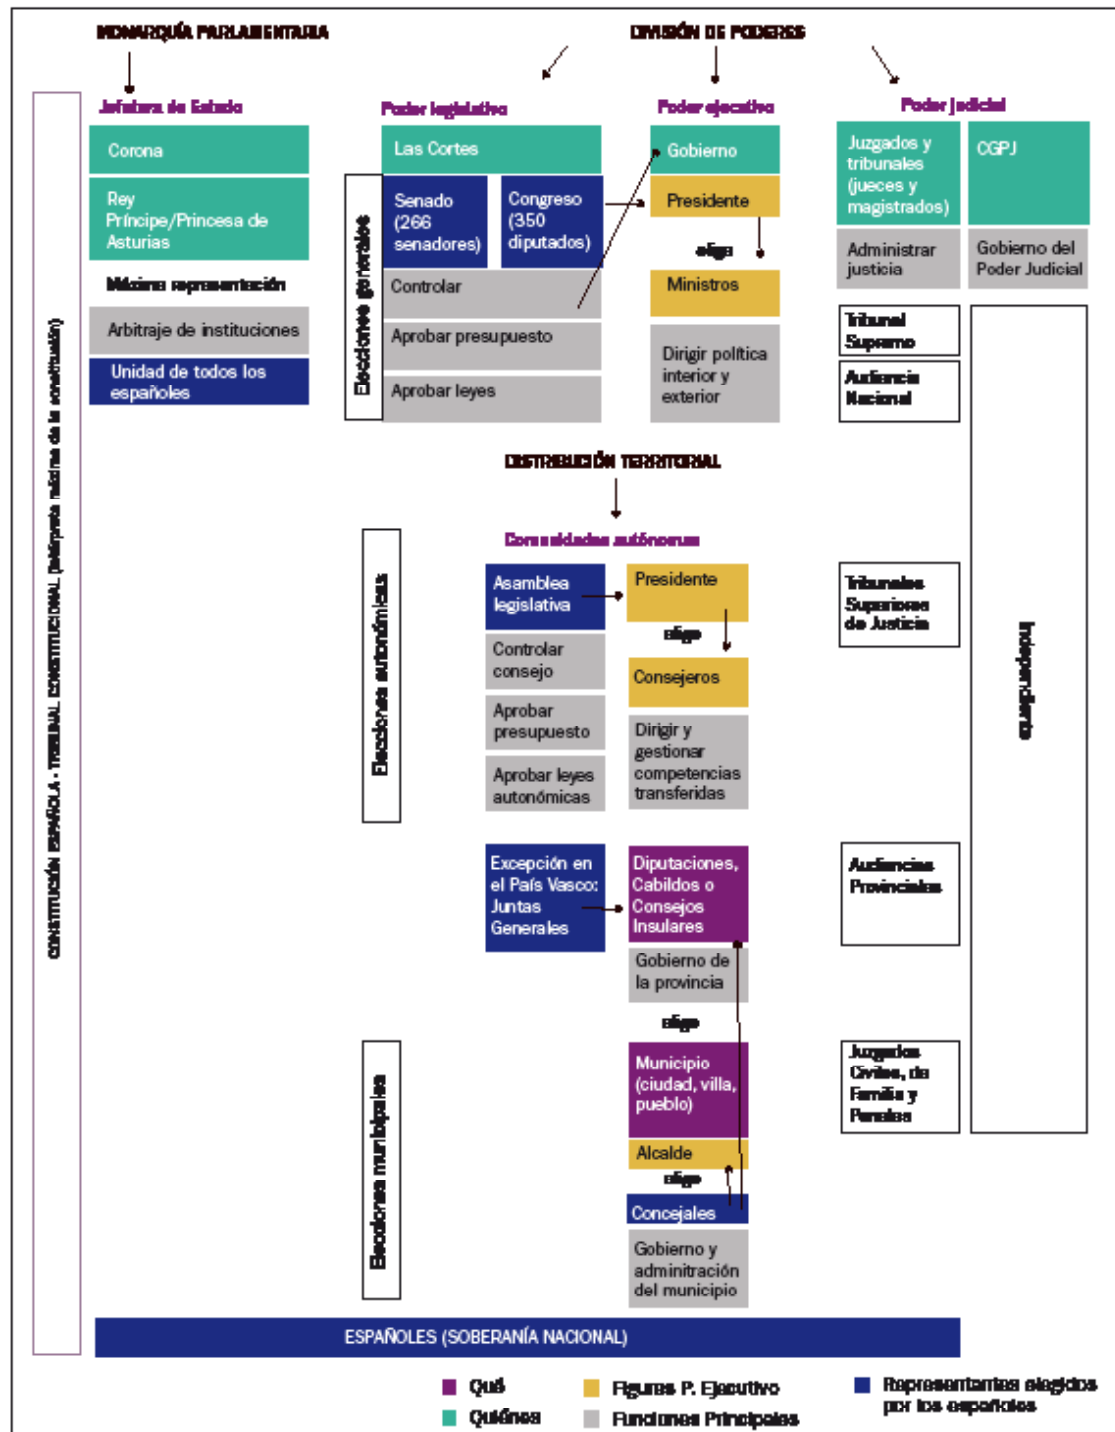 MONARQUÍA PARLAMENTARIA
DIVISIÓN DE PODERES
Jefatura de Estado
Poder legislativo
Poder ejecutivo
Poder judicial
Corona
Rey
Príncipe/Princesa de
Asturias
Máxima representación
Arbitraje de instituciones
Unidad de todos los
españoles
Elecciones generales
Las Cortes
Senado
(266
senadores)
Congreso
(350
diputados)
Controlar
Aprobar presupuesto
Aprobar leyes
Gobierno
Presidente
elige
Ministros
Dirigir política
interior y
exterior
Juzgados y
tribunales
(jueces y
magistrados)
CGPJ
Administrar
justicia
Gobierno del
Poder Judicial
Tribunal
Supremo
Audiencia
Nacional
CONSTITUCIÓN ESPAÑOLA - TRIBUNAL CONSTITUCIONAL (Intérprete máximo de la constitución)
DISTRIBUCIÓN TERRITORIAL
Comunidades autónomas
Elecciones autonómicas
Asamblea
legislativa
Controlar
consejo
Aprobar
presupuesto
Aprobar leyes
autonómicas
Presidente
elige
Consejeros
Dirigir y
gestionar
competencias
transferidas
Tribunales
Superiores
de Justicia
Independiente
Excepción en
el País Vasco:
Juntas
Generales
Diputaciones,
Cabildos o
Consejos
Insulares
Gobierno de
la provincia
elige
Audiencias
Provinciales
Elecciones municipales
Municipio
(ciudad, villa,
pueblo)
Alcalde
elige
Concejales
Gobierno y
adminitración
del municipio
Juzgados
Civiles, de
Familia y
Penales
ESPAÑOLES (SOBERANÍA NACIONAL)
Qué
Quiénes
Figuras P. Ejecutivo
Funciones Principales
Representantes elegidos
por los españoles